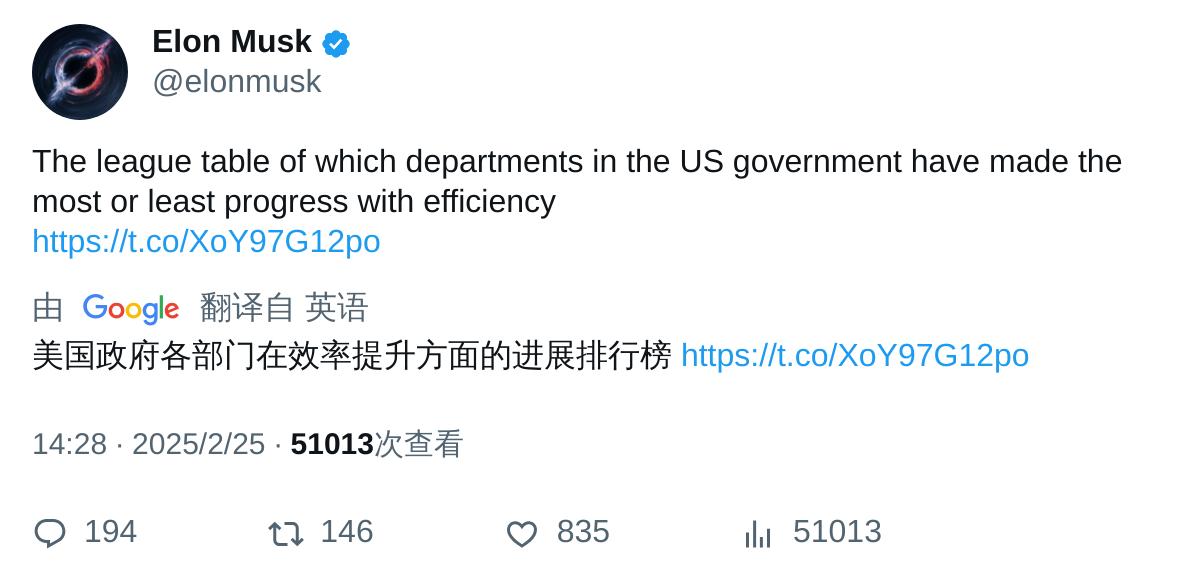 Elon Musk
@elonmusk
The league table of which departments in the US government have made the
most or least progress with efficiency
https://t.co/XoY97G12po
由 Google 翻译自 英语
美国政府各部门在效率提升方面的进展排行榜 https://t.co/XoY97G12po
14:28 · 2025/2/25 · 51013次查看
194 146 835 51013